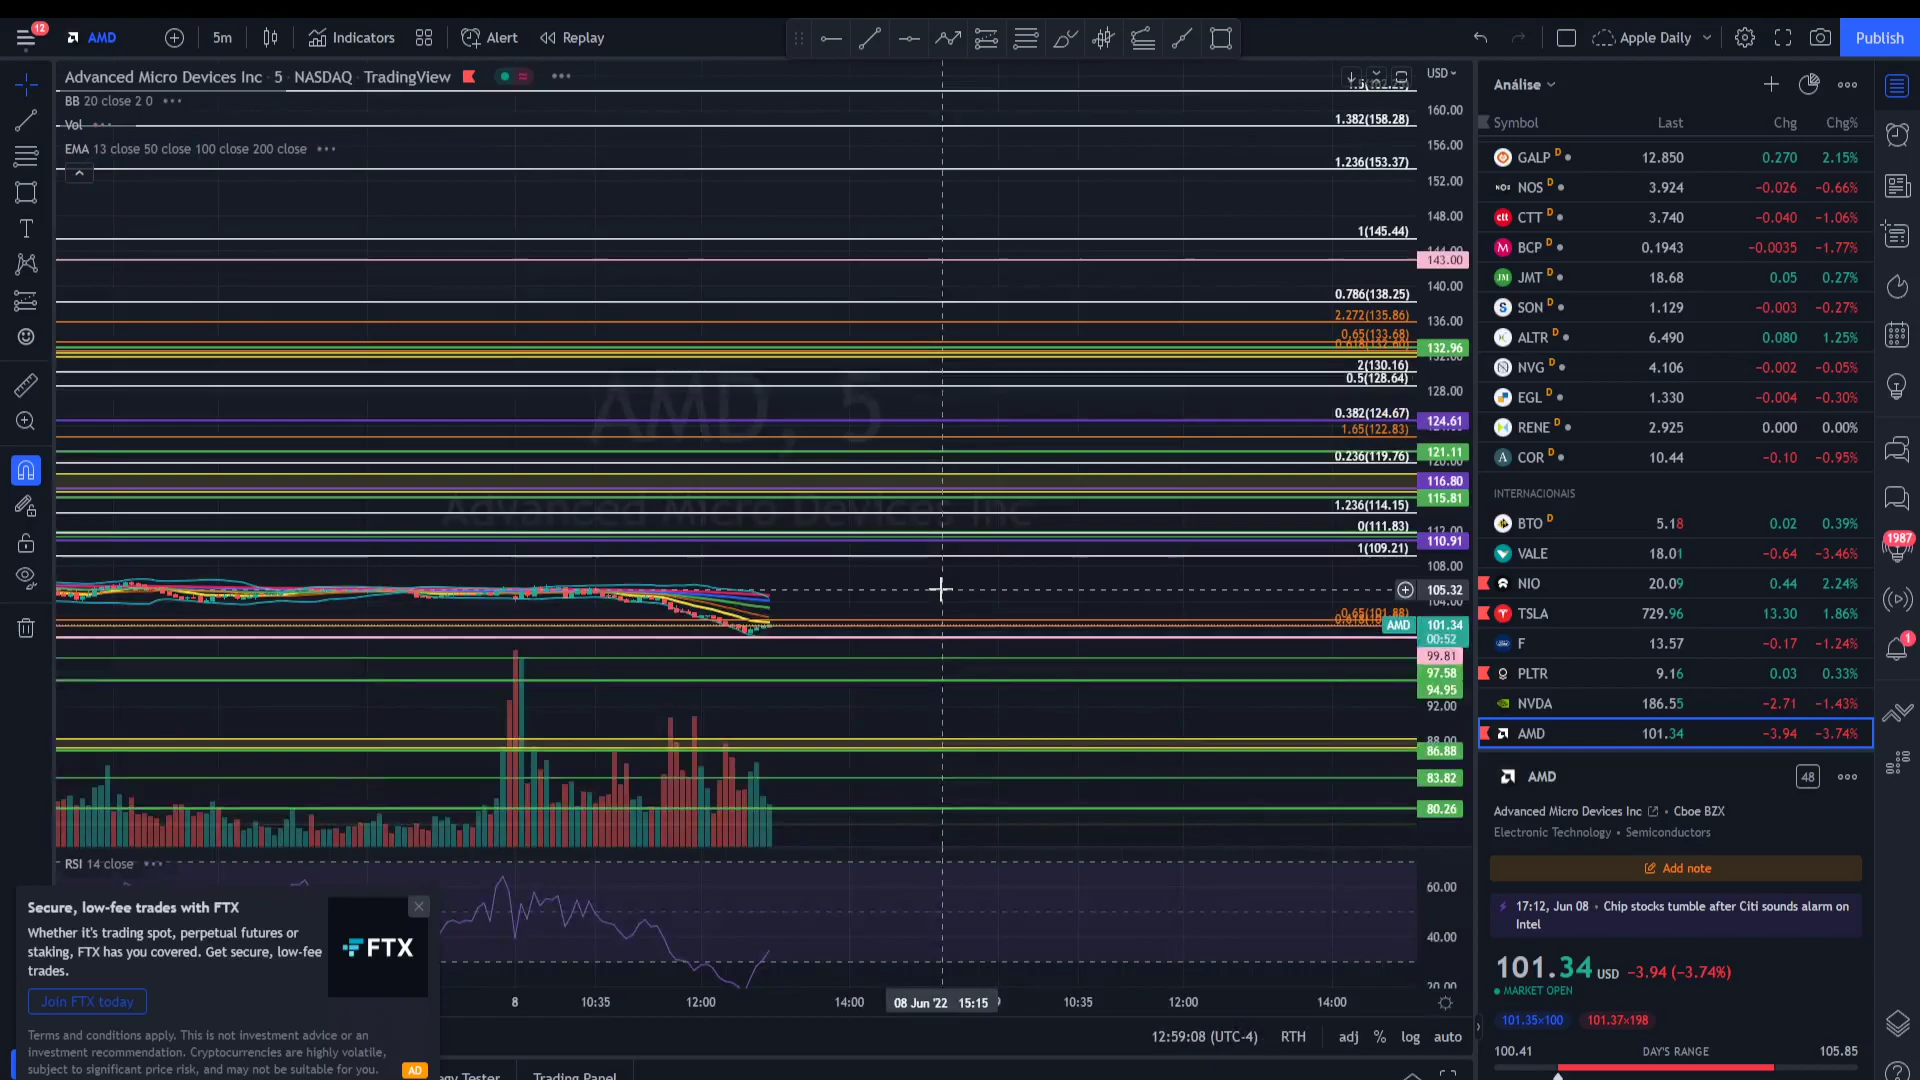 12
AMD
5m
Indicators
Alert
Replay
Apple Daily
Publish
Advanced Micro Devices Inc · 5 · NASDAQ · TradingView
BB 20 close 2 0
Vol
EMA 13 close 50 close 100 close 200 close
USD
160.00
1.382(158.28)
156.00
1.236(153.37)
152.00
148.00
1(145.44)
143.00
140.00
0.786(138.25)
2.272(135.86)
136.00
0.65(133.68)
132.96
2(130.16)
0.5(128.64)
128.00
AMD, 5
0.382(124.67)
124.61
1.65(122.83)
121.11
0.236(119.76)
116.80
115.81
Advanced Micro Devices Inc
1.236(114.15)
0(111.83)
110.91
1(109.21)
108.00
105.32
0.65(101.88)
AMD
101.34
00:52
99.81
97.58
94.95
92.00
86.88
83.82
80.26
RSI 14 close
60.00
40.00
20.00
8
10:35
12:00
14:00
08 Jun '22 15:15
10:35
12:00
14:00
12:59:08 (UTC-4)
RTH
adj
%
log
auto
Trading Panel
Secure, low-fee trades with FTX
Whether it's trading spot, perpetual futures or
staking, FTX has you covered. Get secure, low-fee
trades.
FTX
Join FTX today
Terms and conditions apply. This is not investment advice or an
investment recommendation. Cryptocurrencies are highly volatile,
subject to significant price risk, and may not be suitable for you.
AD
Análise
Symbol Last Chg Chg%
GALP D 12.850 0.270 2.15%
NOS D 3.924 −0.026 −0.66%
CTT D 3.740 −0.040 −1.06%
BCP D 0.1943 −0.0035 −1.77%
JMT D 18.68 0.05 0.27%
SON D 1.129 −0.003 −0.27%
ALTR D 6.490 0.080 1.25%
NVG D 4.106 −0.002 −0.05%
EGL D 1.330 −0.004 −0.30%
RENE D 2.925 0.000 0.00%
COR D 10.44 −0.10 −0.95%
INTERNACIONAIS
BTO D 5.18 0.02 0.39%
VALE 18.01 −0.64 −3.46%
NIO 20.09 0.44 2.24%
TSLA 729.96 13.30 1.86%
F 13.57 −0.17 −1.24%
PLTR 9.16 0.03 0.33%
NVDA 186.55 −2.71 −1.43%
AMD 101.34 −3.94 −3.74%
AMD
48
Advanced Micro Devices Inc • Cboe BZX
Electronic Technology • Semiconductors
Add note
17:12, Jun 08 • Chip stocks tumble after Citi sounds alarm on
Intel
101.34 USD −3.94 (−3.74%)
MARKET OPEN
101.35×100
101.37×198
100.41 DAY'S RANGE 105.85
1987
1